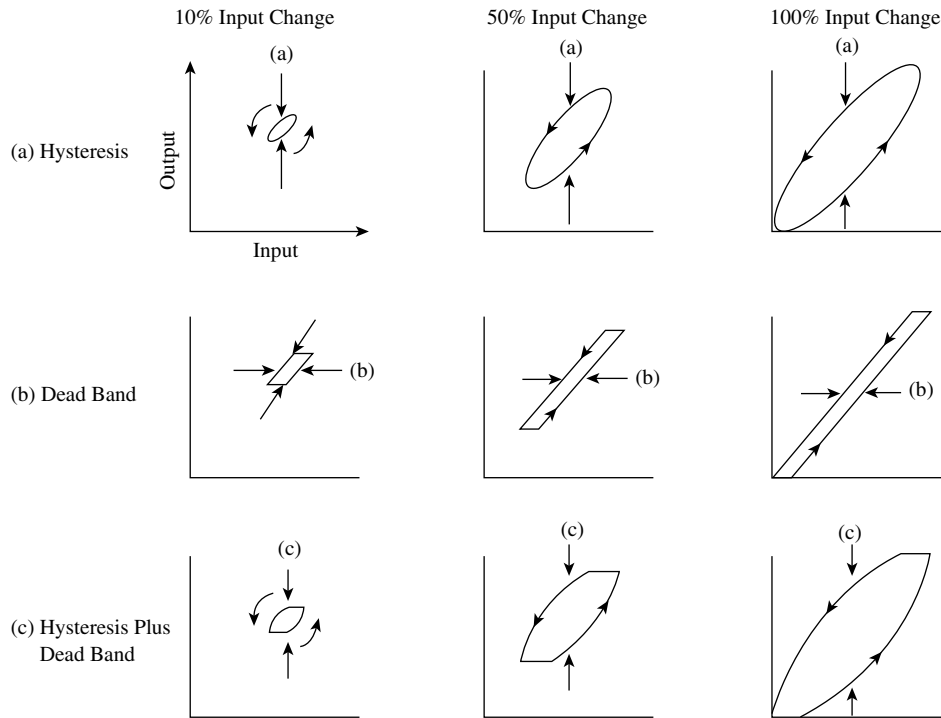 10% Input Change
50% Input Change
100% Input Change
(a)
(a)
(a)
(a) Hysteresis
Output
Input
(b) Dead Band
(b)
(b)
(b)
(c)
(c)
(c)
(c) Hysteresis Plus
Dead Band